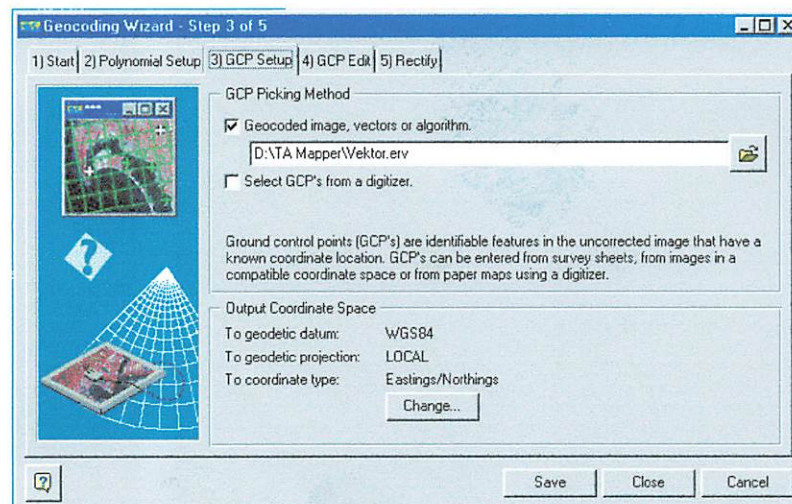 Geocoding Wizard - Step 3 of 5
1) Start 2) Polynomial Setup 3) GCP Setup 4) GCP Edit 5) Rectify
GCP Picking Method
Geocoded image, vectors or algorithm.
D:\TA Mapper\Vektor.erv
Select GCP's from a digitizer.
Ground control points (GCP's) are identifiable features in the uncorrected image that have a
known coordinate location. GCP's can be entered from survey sheets, from images in a
compatible coordinate space or from paper maps using a digitizer.
Output Coordinate Space
To geodetic datum: WGS84
To geodetic projection: LOCAL
To coordinate type: Eastings/Northings
Change...
Save Close Cancel